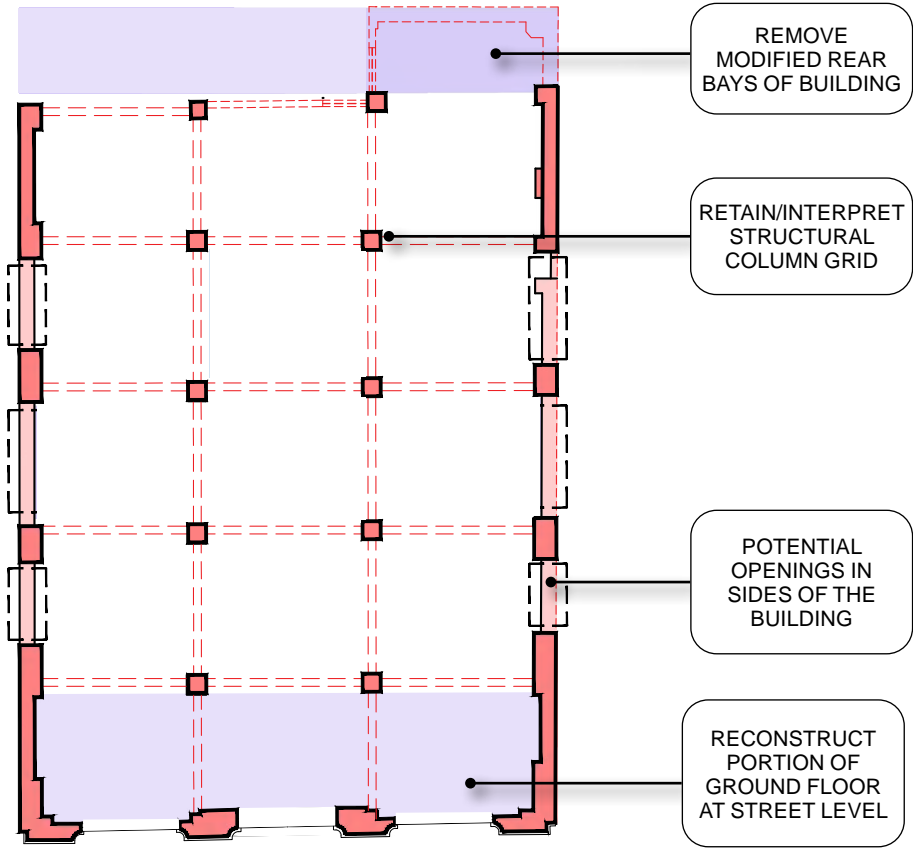 REMOVE
MODIFIED REAR
BAYS OF BUILDING
RETAIN/INTERPRET
STRUCTURAL
COLUMN GRID
POTENTIAL
OPENINGS IN
SIDES OF THE
BUILDING
RECONSTRUCT
PORTION OF
GROUND FLOOR
AT STREET LEVEL